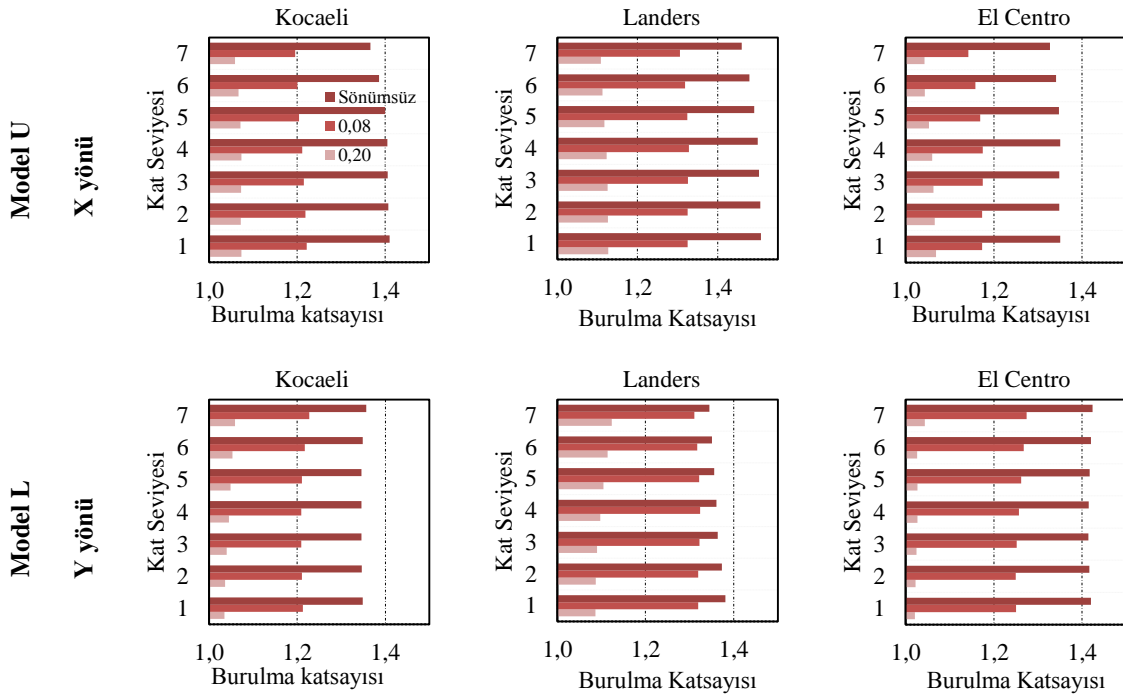 Kocaeli
Landers
El Centro
Model U
X yönü
Kat Seviyesi
7
6
5
4
3
2
1
Sönümsüz
0,08
0,20
1,0
1,2
1,4
Burulma katsayısı
Kat Seviyesi
7
6
5
4
3
2
1
1,0
1,2
1,4
Burulma Katsayısı
Kat Seviyesi
7
6
5
4
3
2
1
1,0
1,2
1,4
Burulma Katsayısı
Kocaeli
Landers
El Centro
Model L
Y yönü
Kat Seviyesi
7
6
5
4
3
2
1
1,0
1,2
1,4
Burulma katsayısı
Kat Seviyesi
7
6
5
4
3
2
1
1,0
1,2
1,4
Burulma Katsayısı
Kat Seviyesi
7
6
5
4
3
2
1
1,0
1,2
1,4
Burulma Katsayısı